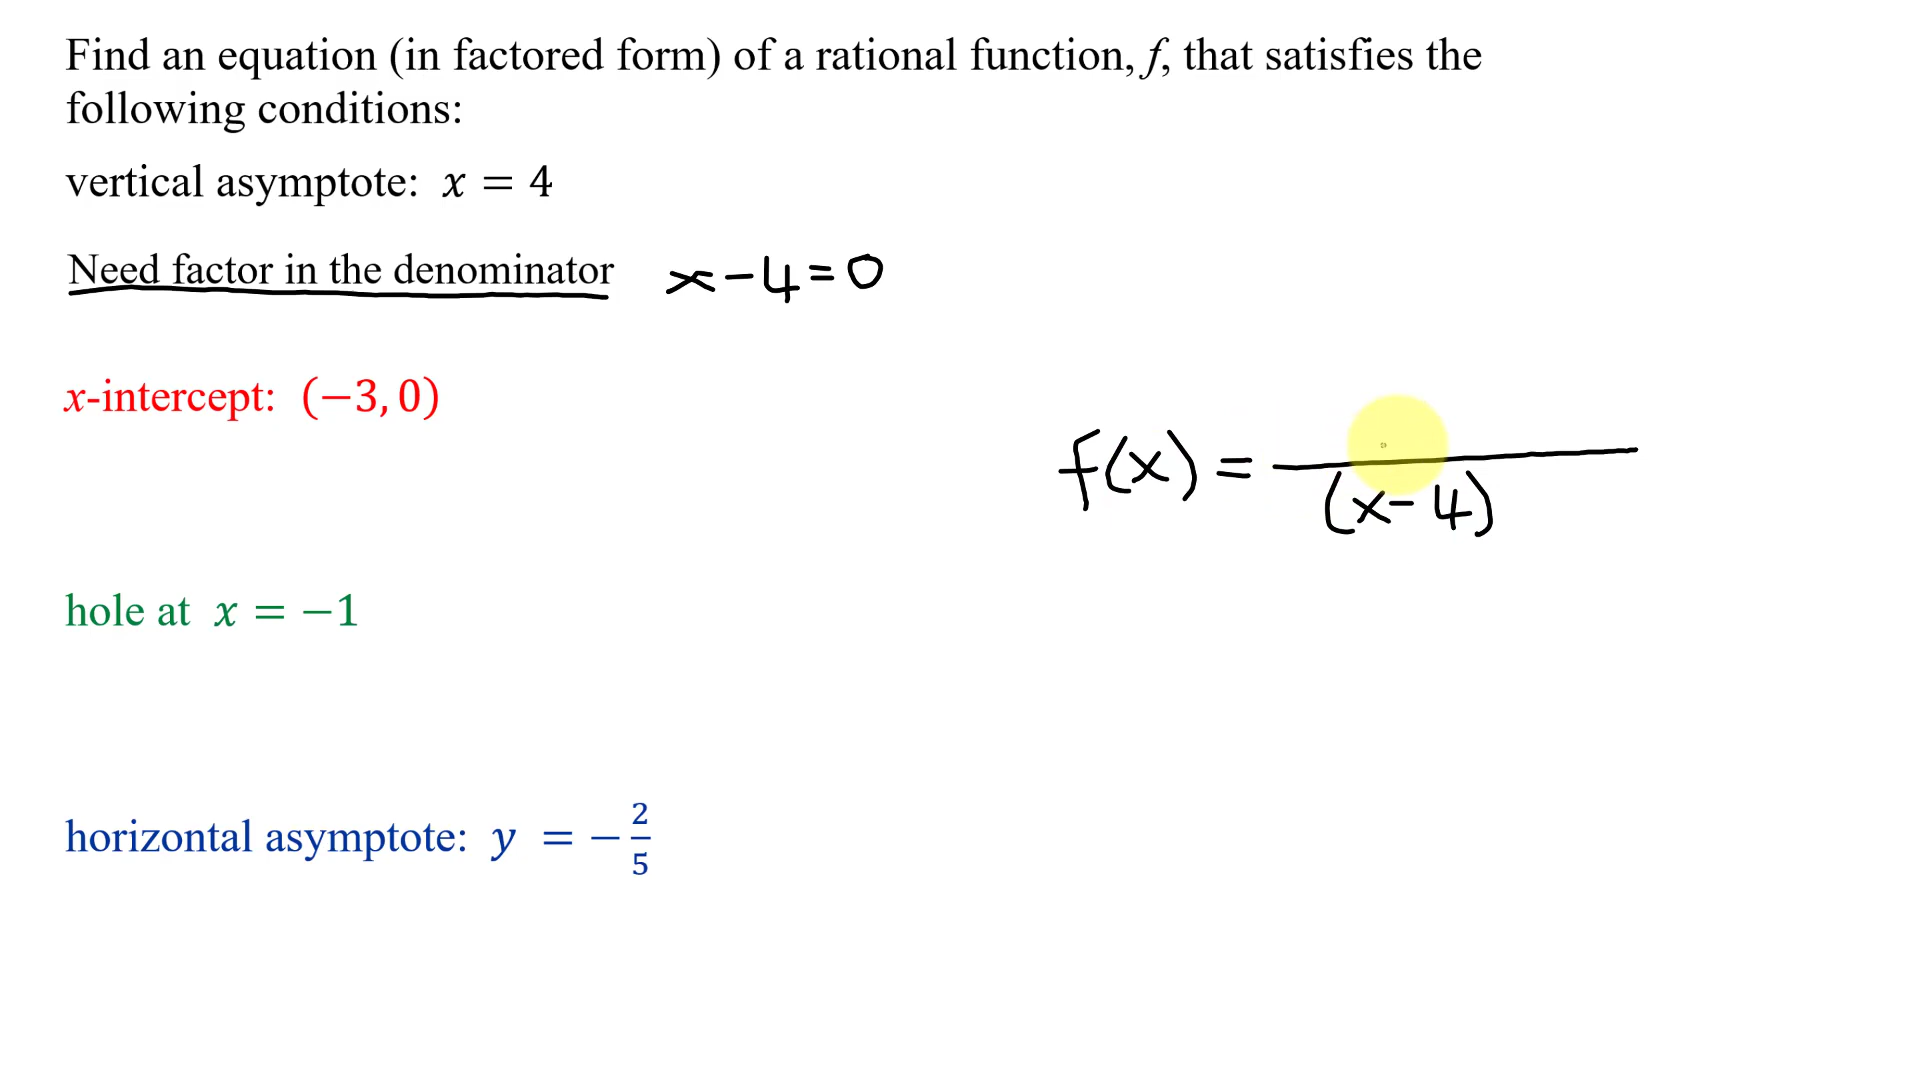 Find an equation (in factored form) of a rational function, f, that satisfies the
following conditions:
vertical asymptote: x = 4
Need factor in the denominator x – 4 = 0
x-intercept: (−3, 0)
f(x) = ———
(x – 4)
hole at x = −1
horizontal asymptote: y = −2/5